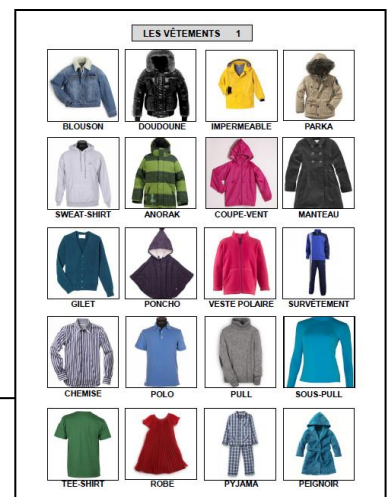 LES VÊTEMENTS 1
BLOUSON DOUDOUNE IMPERMEABLE PARKA
SWEAT-SHIRT ANORAK COUPE-VENT MANTEAU
GILET PONCHO VESTE POLAIRE SURVÊTEMENT
CHEMISE POLO PULL SOUS-PULL
TEE-SHIRT ROBE PYJAMA PEIGNOIR